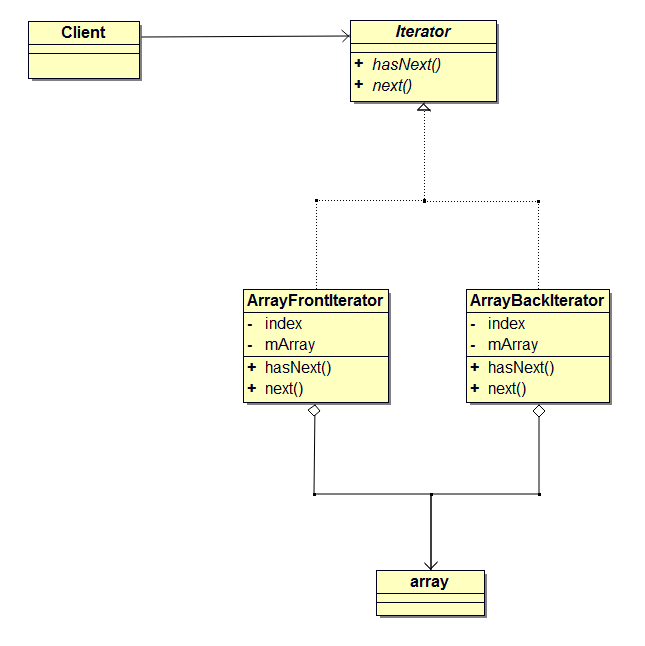 Client
Iterator
+ hasNext()
+ next()
ArrayFrontIterator
- index
- mArray
+ hasNext()
+ next()
ArrayBackIterator
- index
- mArray
+ hasNext()
+ next()
array